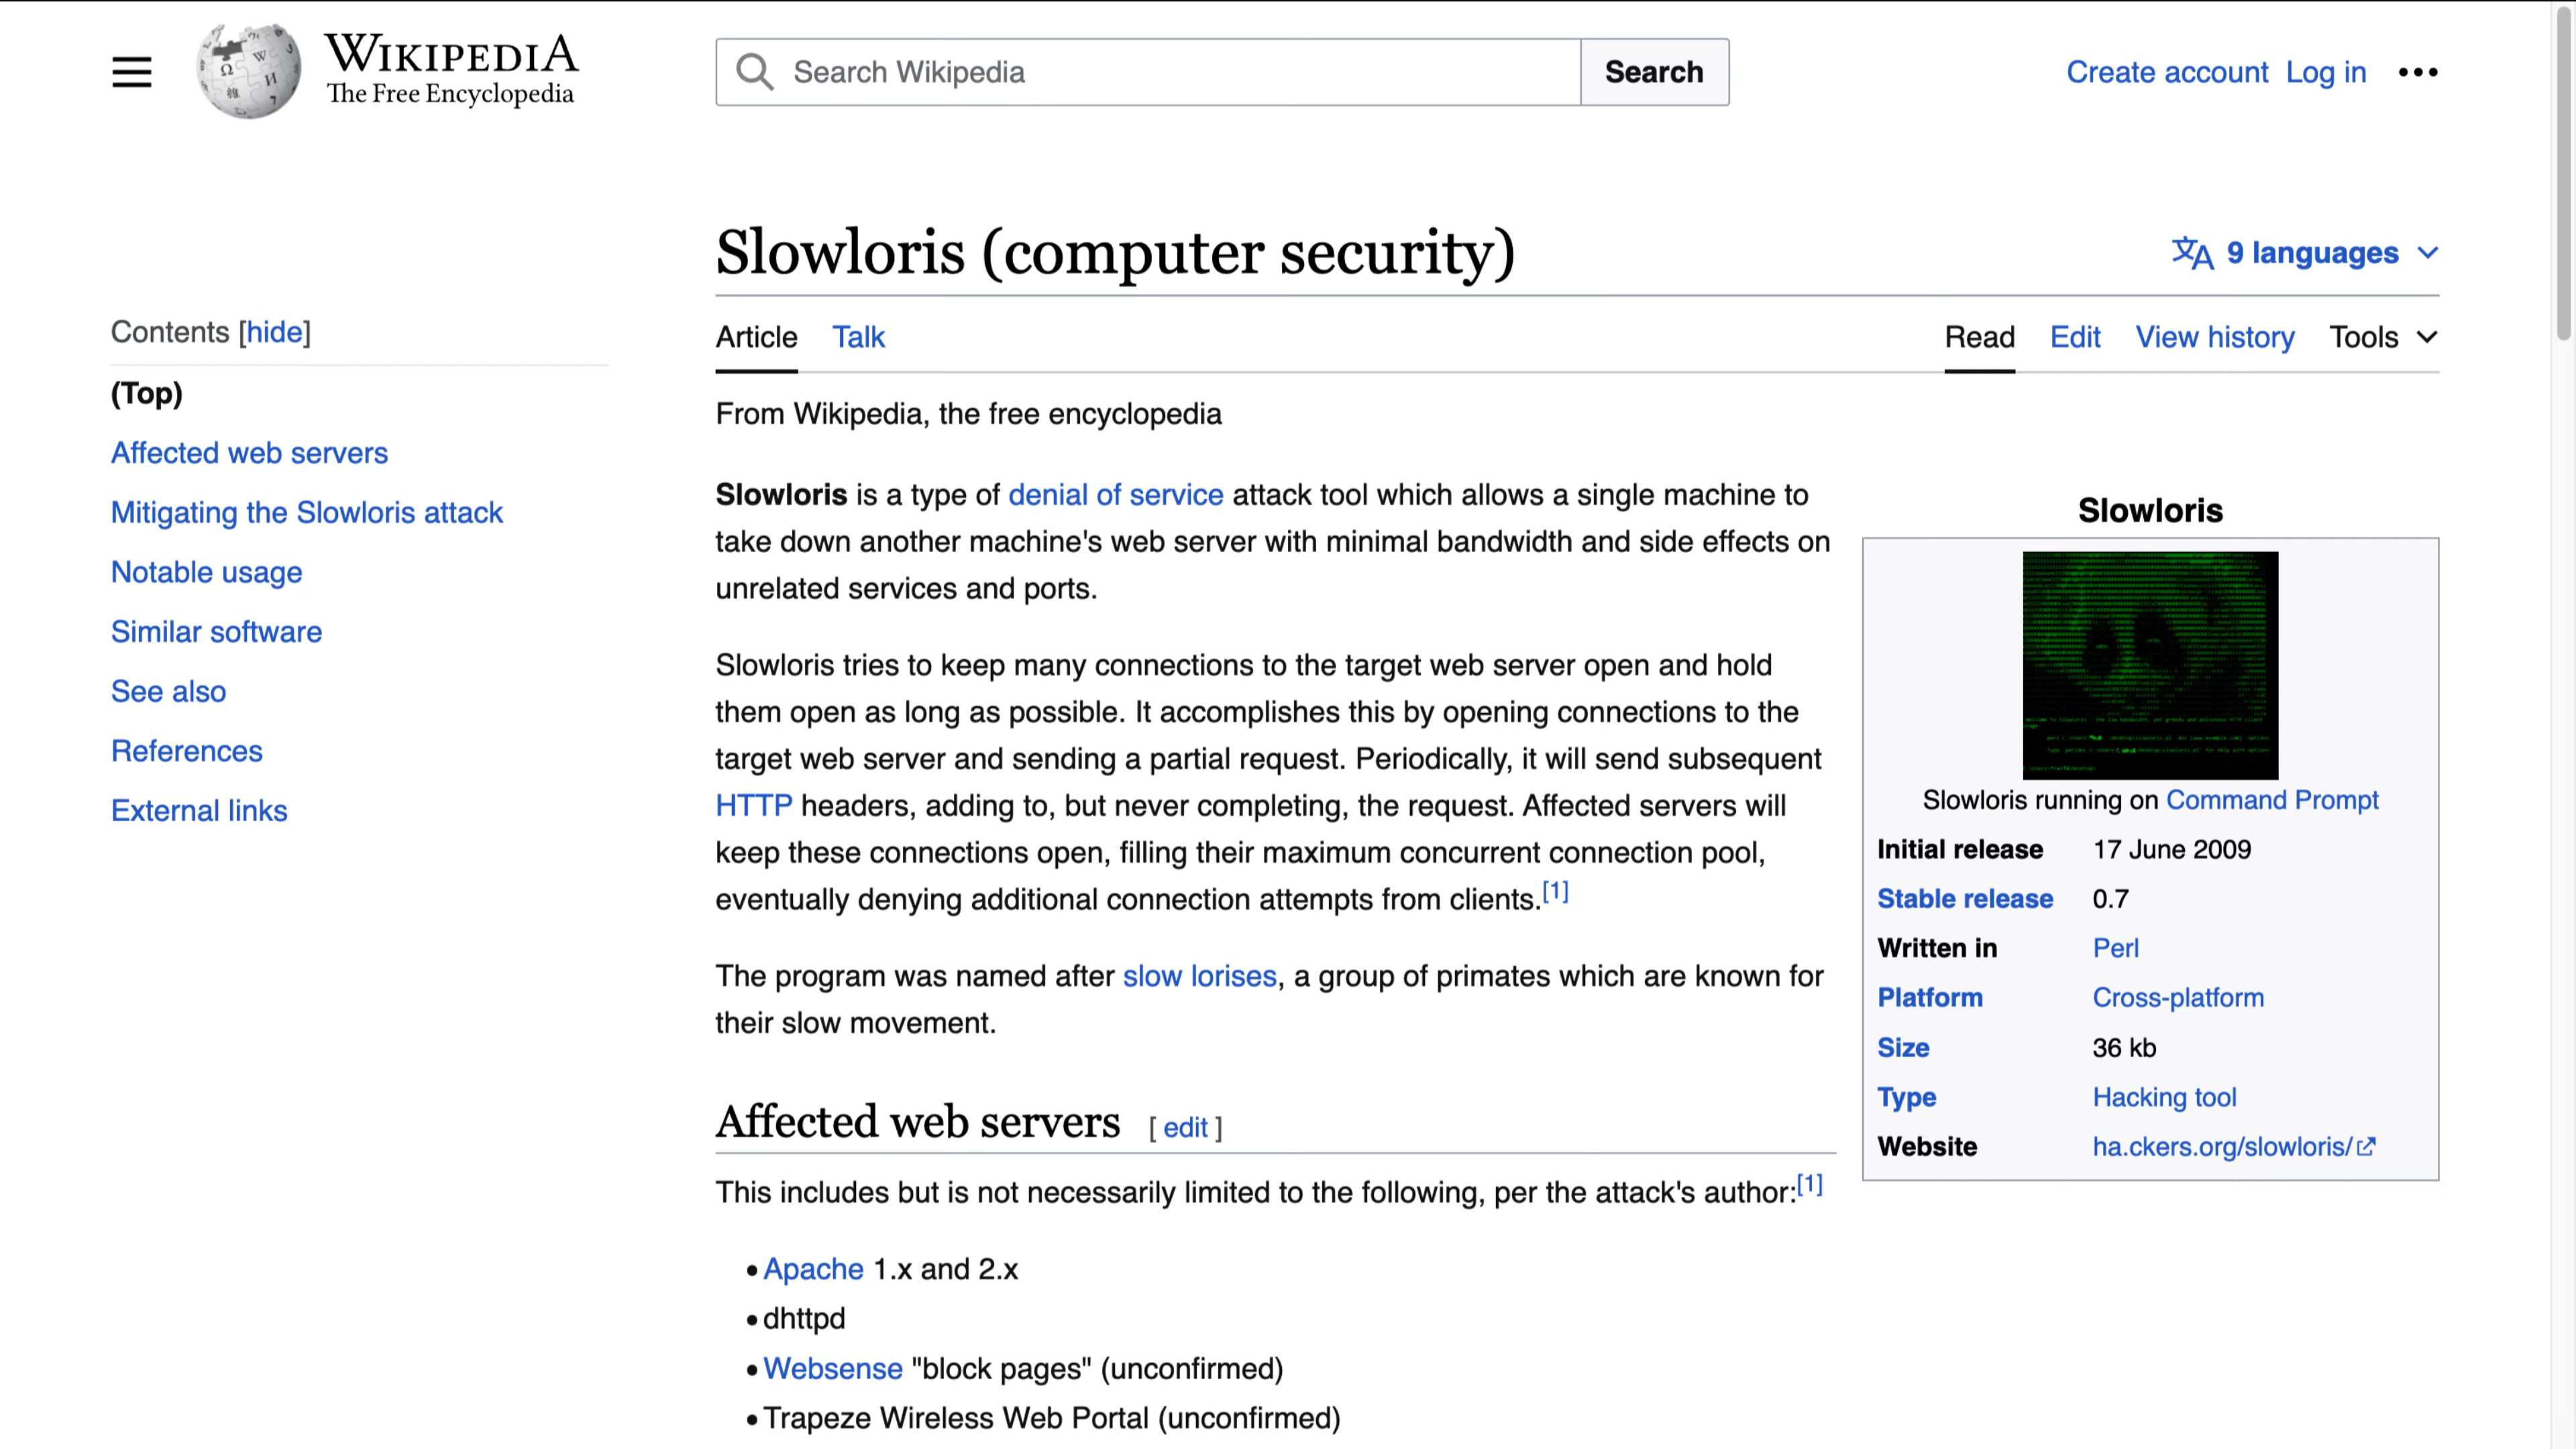 WIKIPEDIA
The Free Encyclopedia
Search Wikipedia
Search
Create account Log in
Slowloris (computer security)
9 languages
Contents [hide]
(Top)
Affected web servers
Mitigating the Slowloris attack
Notable usage
Similar software
See also
References
External links
Article Talk
Read Edit View history Tools
From Wikipedia, the free encyclopedia
Slowloris is a type of denial of service attack tool which allows a single machine to
take down another machine's web server with minimal bandwidth and side effects on
unrelated services and ports.
Slowloris tries to keep many connections to the target web server open and hold
them open as long as possible. It accomplishes this by opening connections to the
target web server and sending a partial request. Periodically, it will send subsequent
HTTP headers, adding to, but never completing, the request. Affected servers will
keep these connections open, filling their maximum concurrent connection pool,
eventually denying additional connection attempts from clients.[1]
The program was named after slow lorises, a group of primates which are known for
their slow movement.
Affected web servers [ edit ]
This includes but is not necessarily limited to the following, per the attack's author:[1]
• Apache 1.x and 2.x
• dhttpd
• Websense "block pages" (unconfirmed)
• Trapeze Wireless Web Portal (unconfirmed)
Slowloris
Slowloris running on Command Prompt
Initial release 17 June 2009
Stable release 0.7
Written in Perl
Platform Cross-platform
Size 36 kb
Type Hacking tool
Website ha.ckers.org/slowloris/